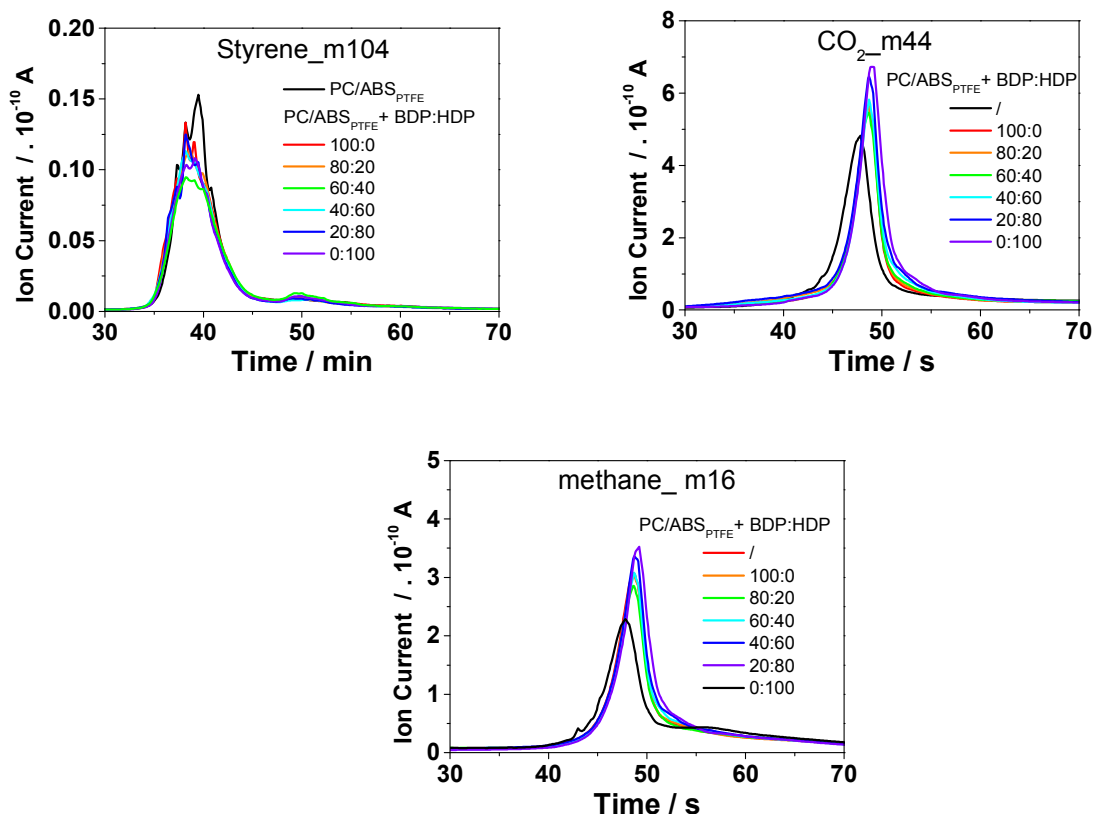 Styrene_m104
Ion Current / . 10⁻¹⁰ A
0.20
0.15
0.10
0.05
0.00
PC/ABS_PTFE
PC/ABS_PTFE + BDP:HDP
100:0
80:20
60:40
40:60
20:80
0:100
30 40 50 60 70
Time / min
CO₂_m44
Ion Current / . 10⁻¹⁰ A
8
6
4
2
0
PC/ABS_PTFE + BDP:HDP
/
100:0
80:20
60:40
40:60
20:80
0:100
30 40 50 60 70
Time / s
methane_ m16
Ion Current / . 10⁻¹⁰ A
5
4
3
2
1
0
PC/ABS_PTFE + BDP:HDP
/
100:0
80:20
60:40
40:60
20:80
0:100
30 40 50 60 70
Time / s